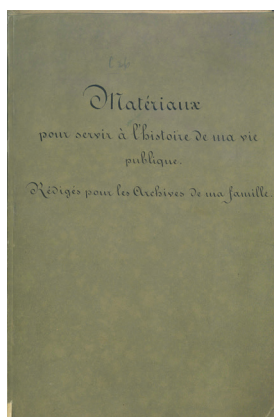 Matériaux
pour servir à l'histoire de ma vie
publique.
Rédigés pour les Archives de ma famille.